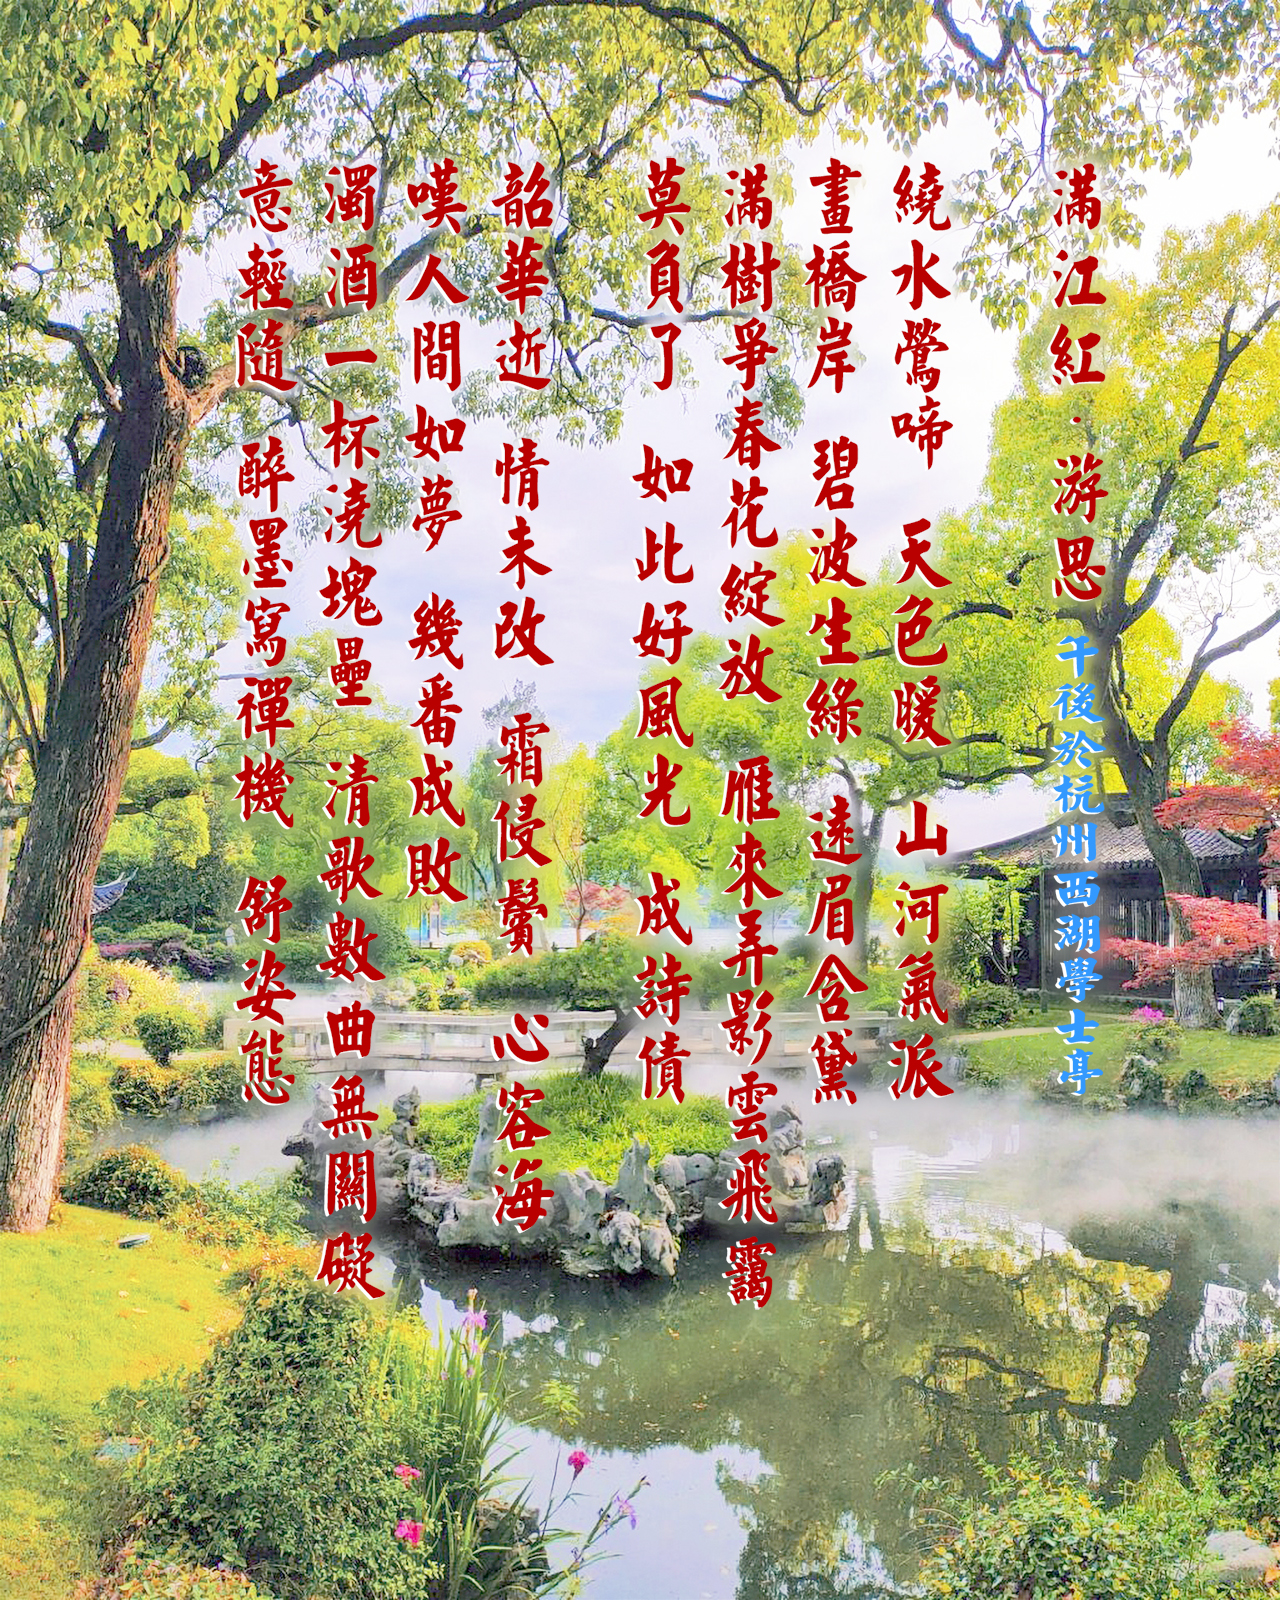 滿江紅·游思 午後於杭州西湖學士亭
繞水鶯啼 天色暖 山河氣派
畫橋岸 碧波生綠 遠眉含黛
滿樹爭春花綻放 雁來弄影雲飛靄
莫負了 如此好風光 成詩債
韶華逝 情未改 霜侵鬢 心容海
嘆人間如夢 幾番成敗
濁酒一杯澆塊壘 清歌數曲無關礙
意輕隨 醉墨寫禪機 舒姿態